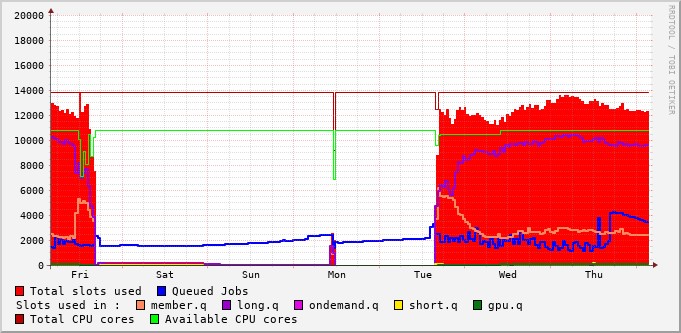 20000
18000
16000
14000
12000
10000
8000
6000
4000
2000
0
Fri Sat Sun Mon Tue Wed Thu
RRDTOOL / TOBI OETIKER
Total slots used Queued Jobs
Slots used in : member.q long.q ondemand.q short.q gpu.q
Total CPU cores Available CPU cores